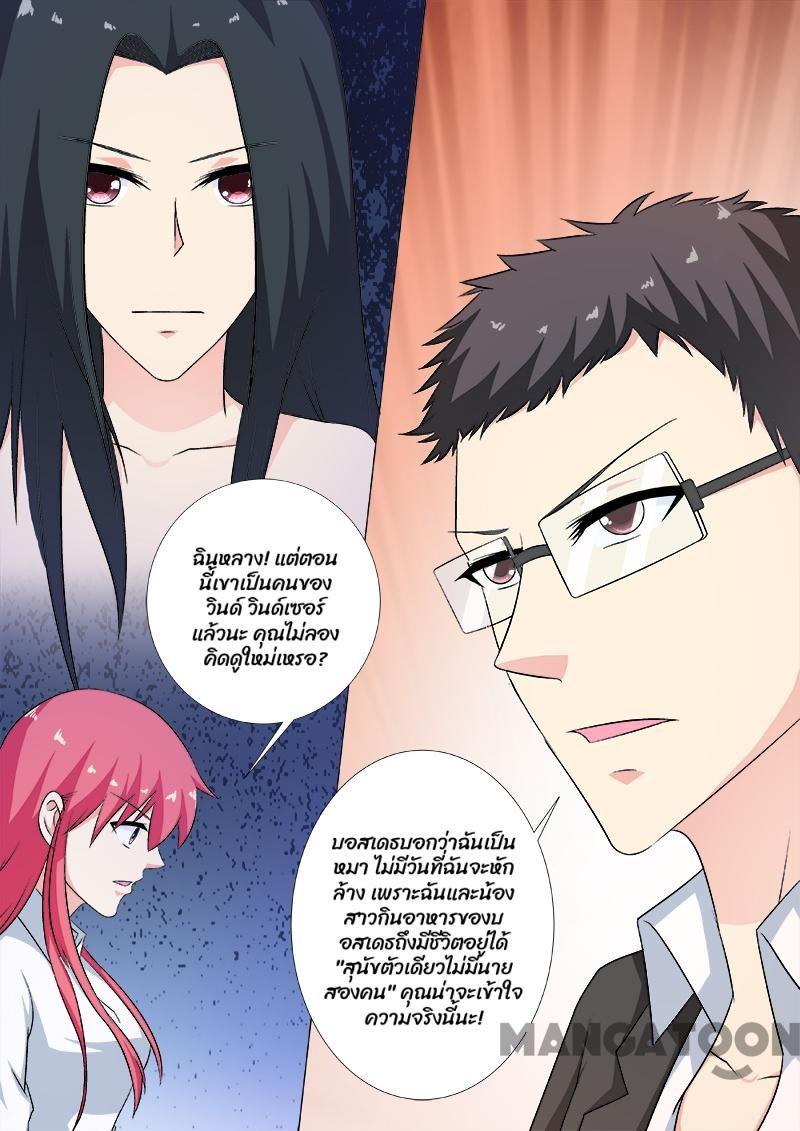 ฉินหลาง! แต่ตอน
นี้เขาเป็นคนของ
วินด์ วินด์เซอร์
แล้วนะ คุณไม่ลอง
คิดดูใหม่เหรอ?
บอสเดธบอกว่าฉันเป็น
หมา ไม่มีวันที่ฉันจะหัก
ล้าง เพราะฉันและน้อง
สาวกินอาหารของบ
อสเดธถึงมีชีวิตอยู่ได้
"สุนัขตัวเดียวไม่มีนาย
สองคน" คุณน่าจะเข้าใจ
ความจริงนี้นะ!
MANGATOON